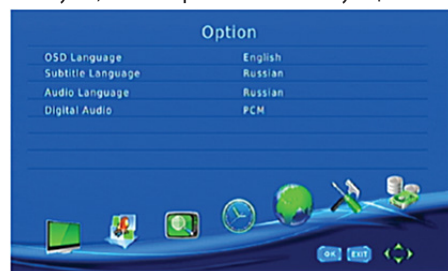 Option
OSD Language English
Subtitle Language Russian
Audio Language Russian
Digital Audio PCM
OK EXIT